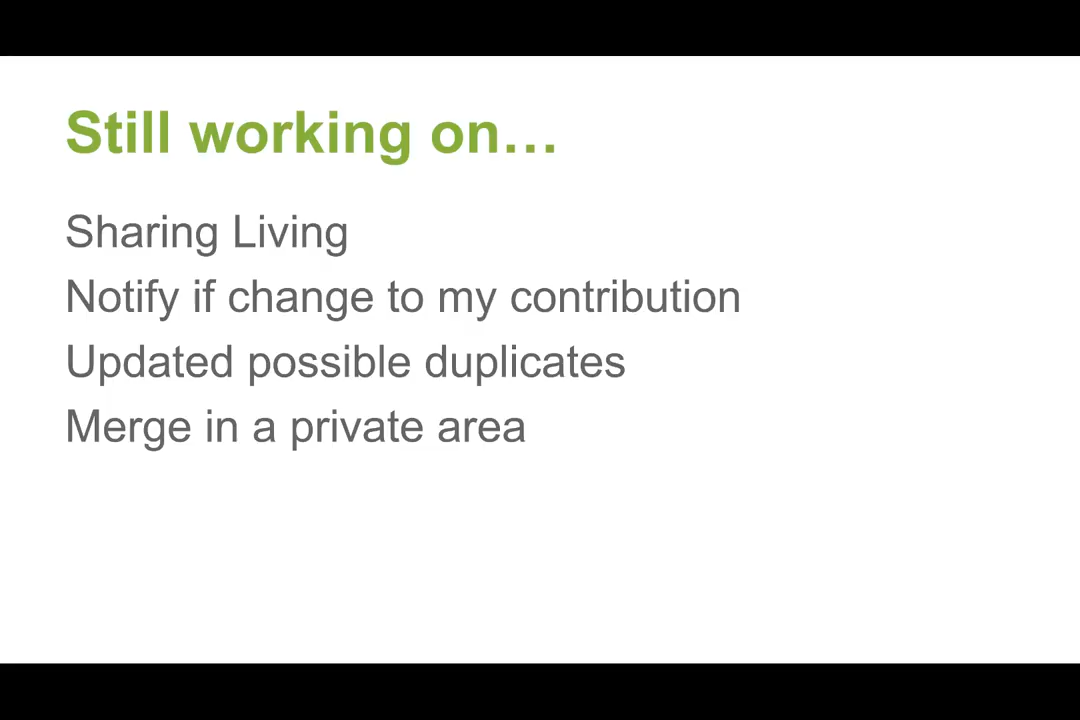 Still working on…
Sharing Living
Notify if change to my contribution
Updated possible duplicates
Merge in a private area